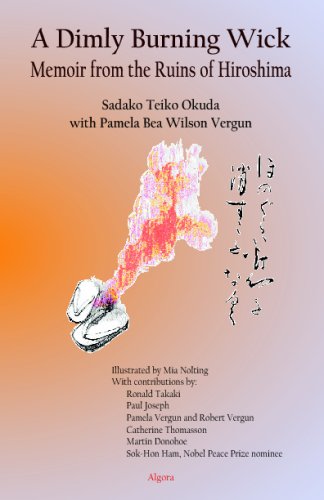 A Dimly Burning Wick
Memoir from the Ruins of Hiroshima
Sadako Teiko Okuda
with Pamela Bea Wilson Vergun
ほのぐらい灯心を
消すことなく
Illustrated by Mia Nolting
With contributions by:
Ronald Takaki
Paul Joseph
Pamela Vergun and Robert Vergun
Catherine Thomasson
Martin Donohoe
Sok-Hon Ham, Nobel Peace Prize nominee
Algora